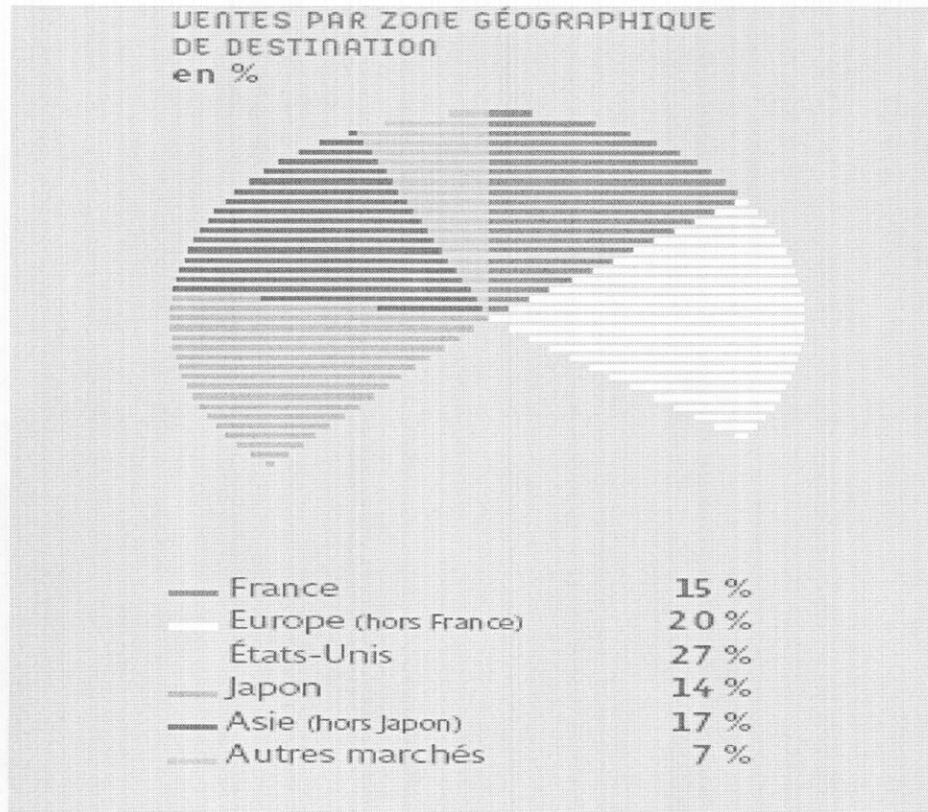 VENTES PAR ZONE GÉOGRAPHIQUE
DE DESTINATION
en %
France 15 %
Europe (hors France) 20 %
États-Unis 27 %
Japon 14 %
Asie (hors Japon) 17 %
Autres marchés 7 %